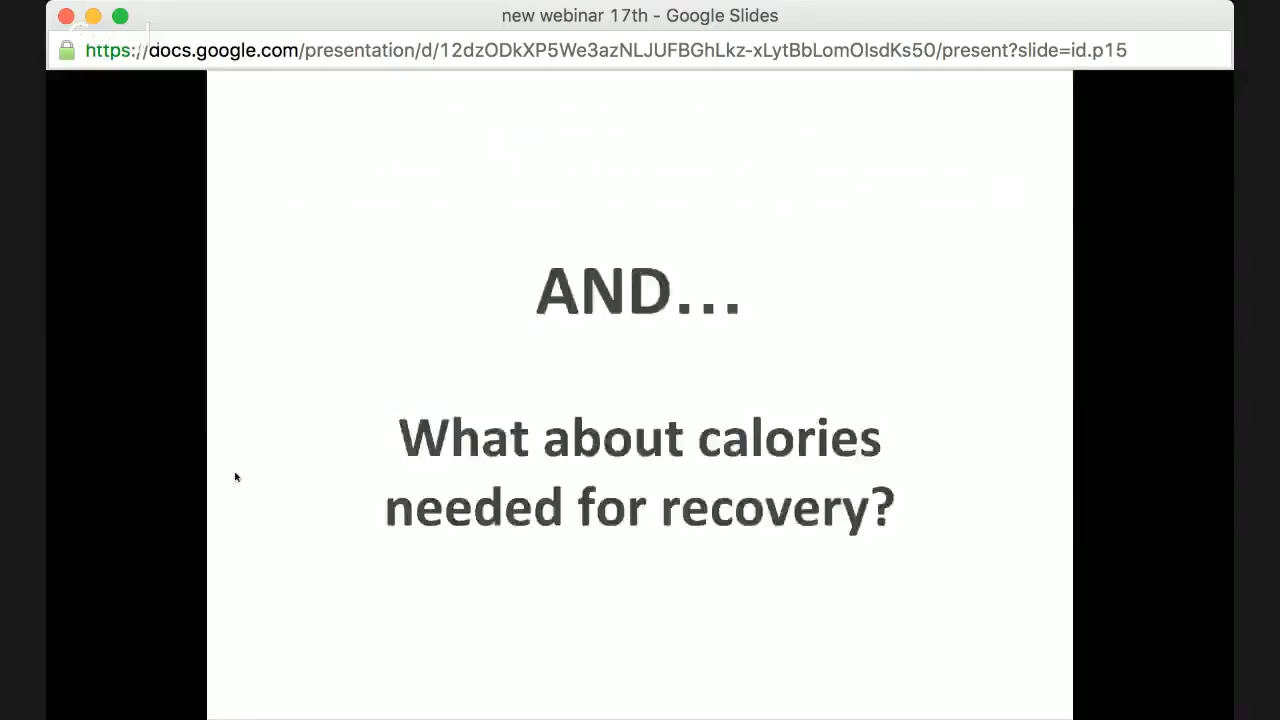 new webinar 17th - Google Slides
https://docs.google.com/presentation/d/12dzODkXP5We3azNLJUFBGhLkz-xLytBbLomOlsdKs50/present?slide=id.p15
AND...
What about calories
needed for recovery?